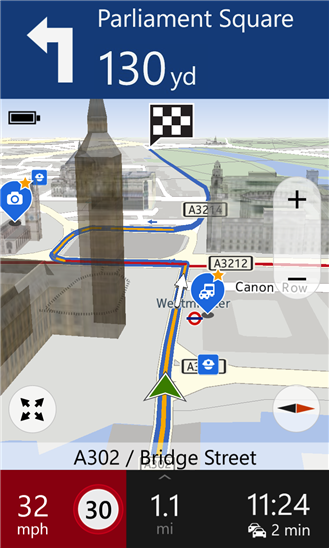 Parliament Square
130 yd
A3214
A3212
Canon Row
A302 / Bridge Street
32
mph
30
1.1
mi
11:24
2 min